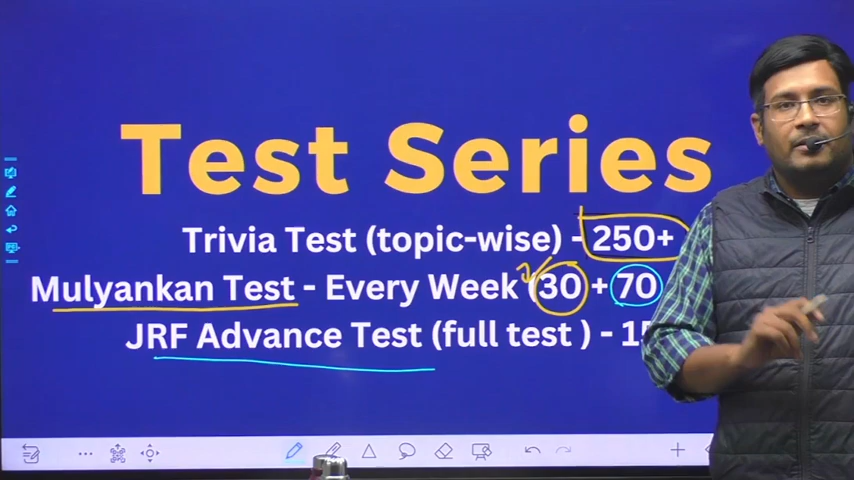 Test Series
Trivia Test (topic-wise) - 250+
Mulyankan Test - Every Week (30 + 70
JRF Advance Test (full test ) - 15